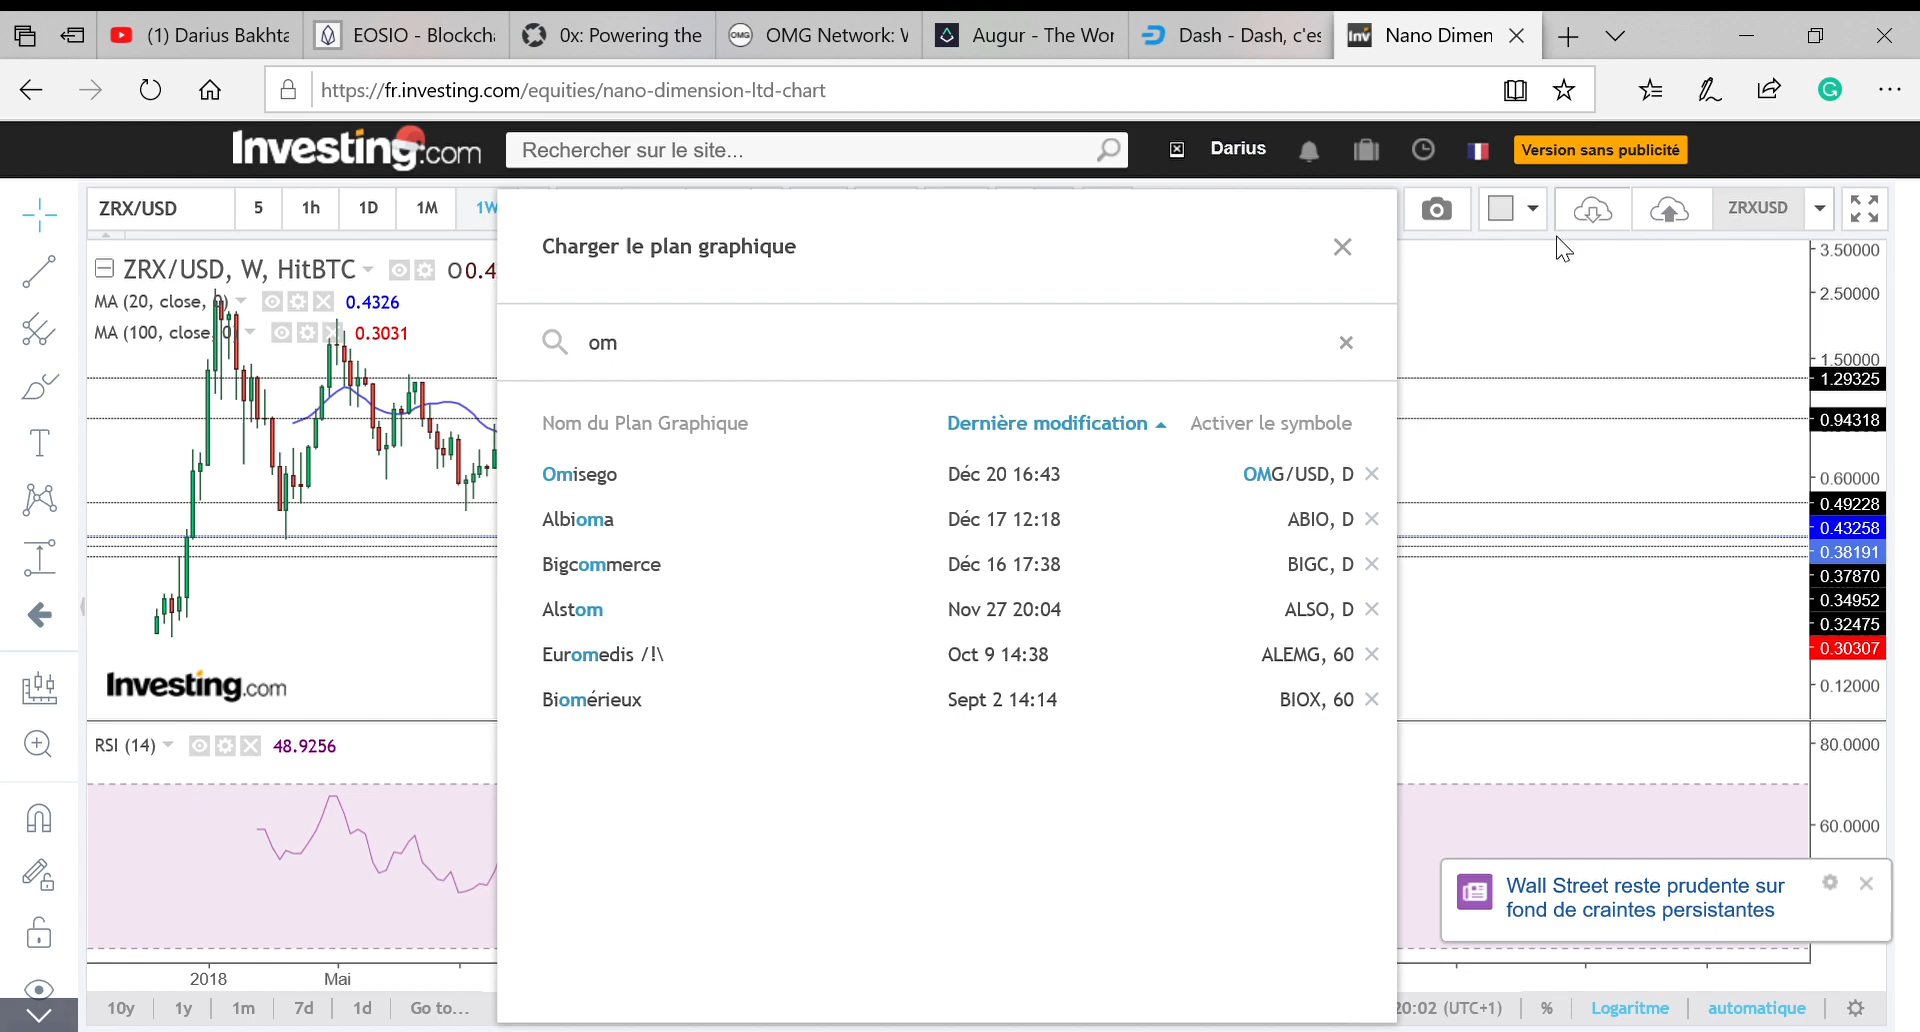 (1) Darius Bakhta
EOSIO - Blockch
0x: Powering the
OMG Network: V
Augur - The Wor
Dash - Dash, c'es
Nano Dimen
https://fr.investing.com/equities/nano-dimension-ltd-chart
Investing.com
Rechercher sur le site...
Darius
Version sans publicité
ZRX/USD
5
1h
1D
1M
1W
ZRXUSD
Charger le plan graphique
ZRX/USD, W, HitBTC
O0.4
MA (20, close, 0)
0.4326
MA (100, close, 0)
0.3031
om
Nom du Plan Graphique
Dernière modification
Activer le symbole
Omisego
Déc 20 16:43
OMG/USD, D
Albioma
Déc 17 12:18
ABIO, D
Bigcommerce
Déc 16 17:38
BIGC, D
Alstom
Nov 27 20:04
ALSO, D
Euromedis /!\
Oct 9 14:38
ALEMG, 60
Biomérieux
Sept 2 14:14
BIOX, 60
3.50000
2.50000
1.50000
1.29325
0.94318
0.60000
0.49228
0.43258
0.38191
0.37870
0.34952
0.32475
0.30307
0.12000
Investing.com
RSI (14)
48.9256
80.0000
60.0000
Wall Street reste prudente sur
fond de craintes persistantes
2018
Mai
10y
1y
1m
7d
1d
Go to...
20:02 (UTC+1)
%
Logaritme
automatique